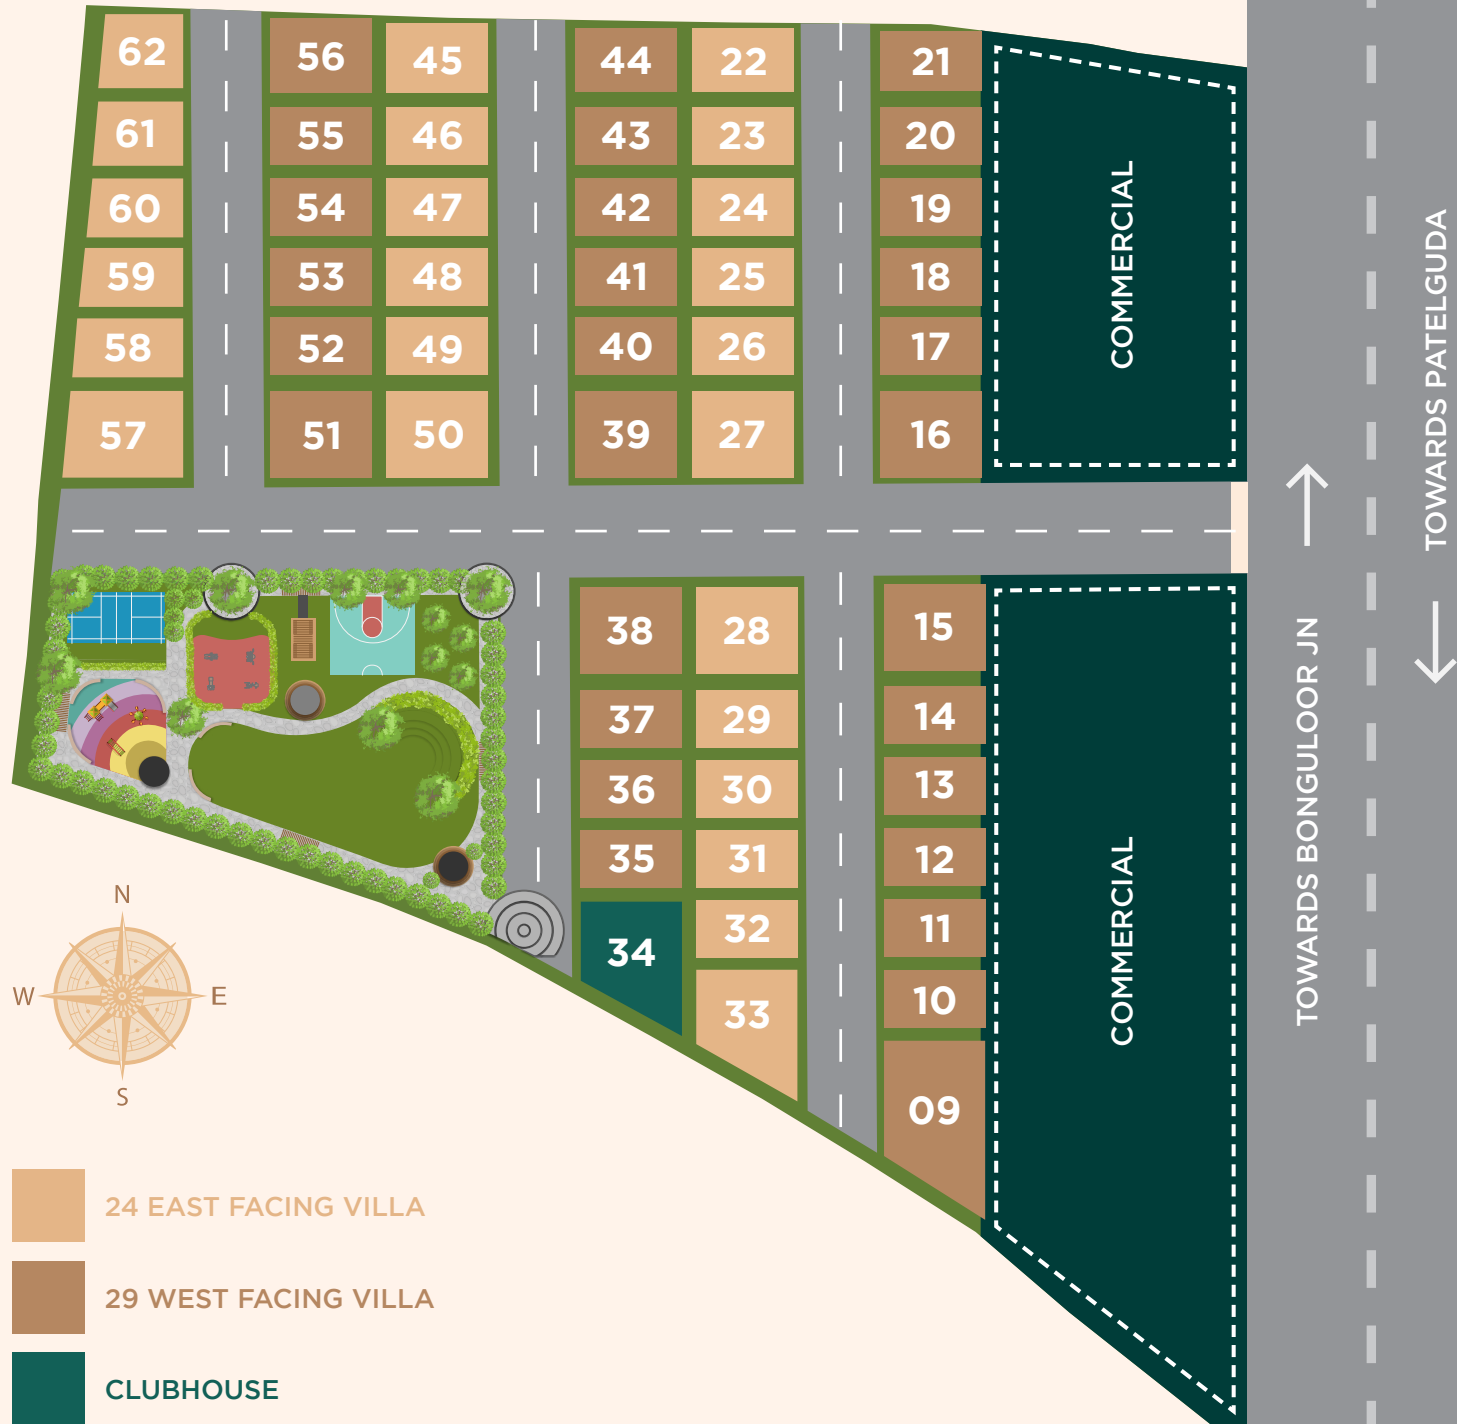 62 56 45 44 22 21
61 55 46 43 23 20
60 54 47 42 24 19
59 53 48 41 25 18
58 52 49 40 26 17
57 51 50 39 27 16
COMMERCIAL
TOWARDS PATELGUDA
38 28 15
37 29 14
36 30 13
35 31 12
34 32 11
33 10
09
COMMERCIAL
TOWARDS BONGULOOR JN
N
W E
S
24 EAST FACING VILLA
29 WEST FACING VILLA
CLUBHOUSE